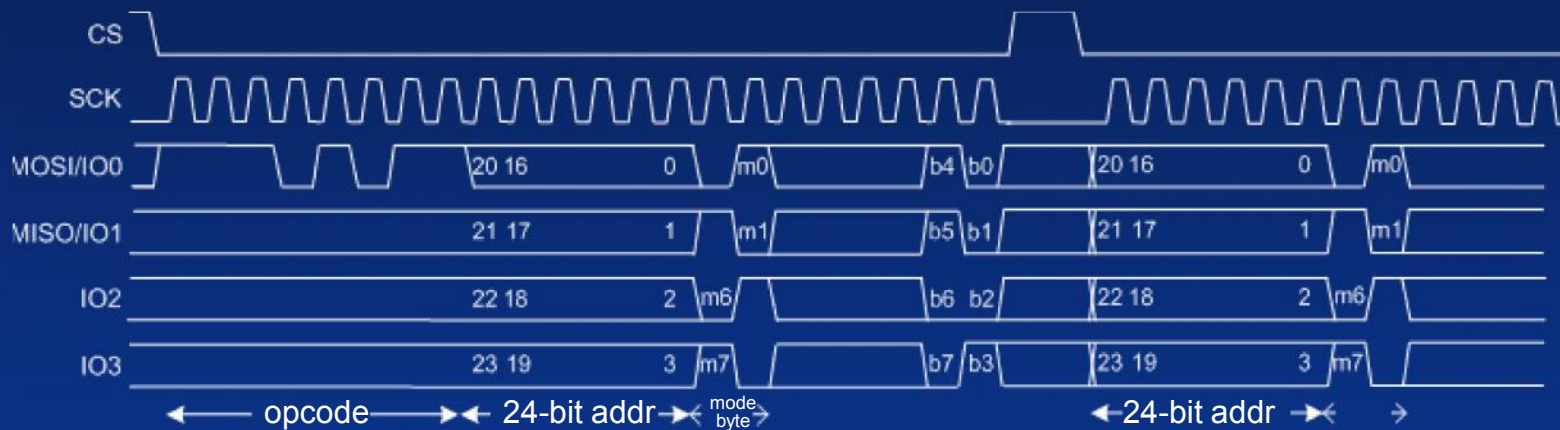 CS
SCK
MOSI/IO0 20 16 0 m0 b4 b0 20 16 0 m0
MISO/IO1 21 17 1 m1 b5 b1 21 17 1 m1
IO2 22 18 2 m6 b6 b2 22 18 2 m6
IO3 23 19 3 m7 b7 b3 23 19 3 m7
opcode 24-bit addr mode byte 24-bit addr